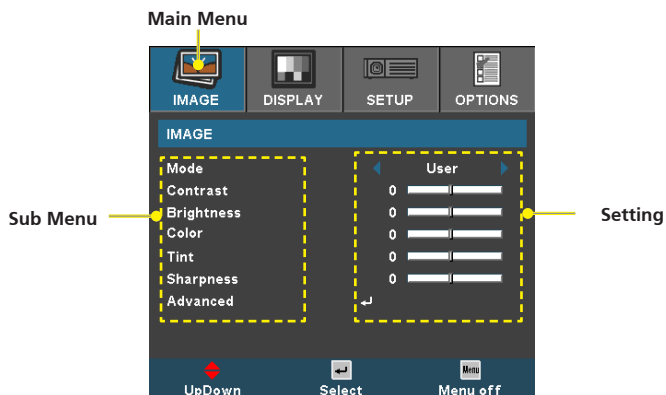 Main Menu
IMAGE DISPLAY SETUP OPTIONS
IMAGE
Mode User
Contrast 0
Brightness 0
Sub Menu Setting
Color 0
Tint 0
Sharpness 0
Advanced
Menu
UpDown Select Menu off